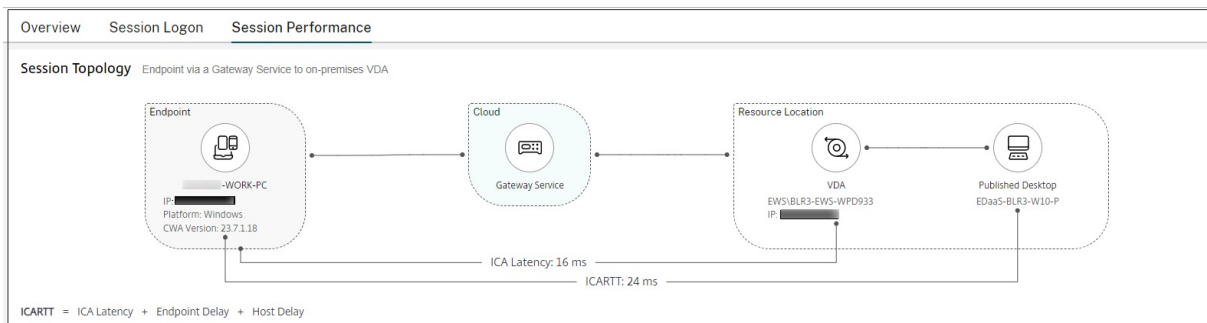 Overview Session Logon Session Performance
Session Topology Endpoint via a Gateway Service to on-premises VDA
Endpoint
Cloud
Resource Location
-WORK-PC
IP:
Platform: Windows
CWA Version: 23.7.1.18
Gateway Service
VDA
EWS\BLR3-EWS-WPD933
IP:
Published Desktop
EDaaS-BLR3-W10-P
ICA Latency: 16 ms
ICARTT: 24 ms
ICARTT = ICA Latency + Endpoint Delay + Host Delay